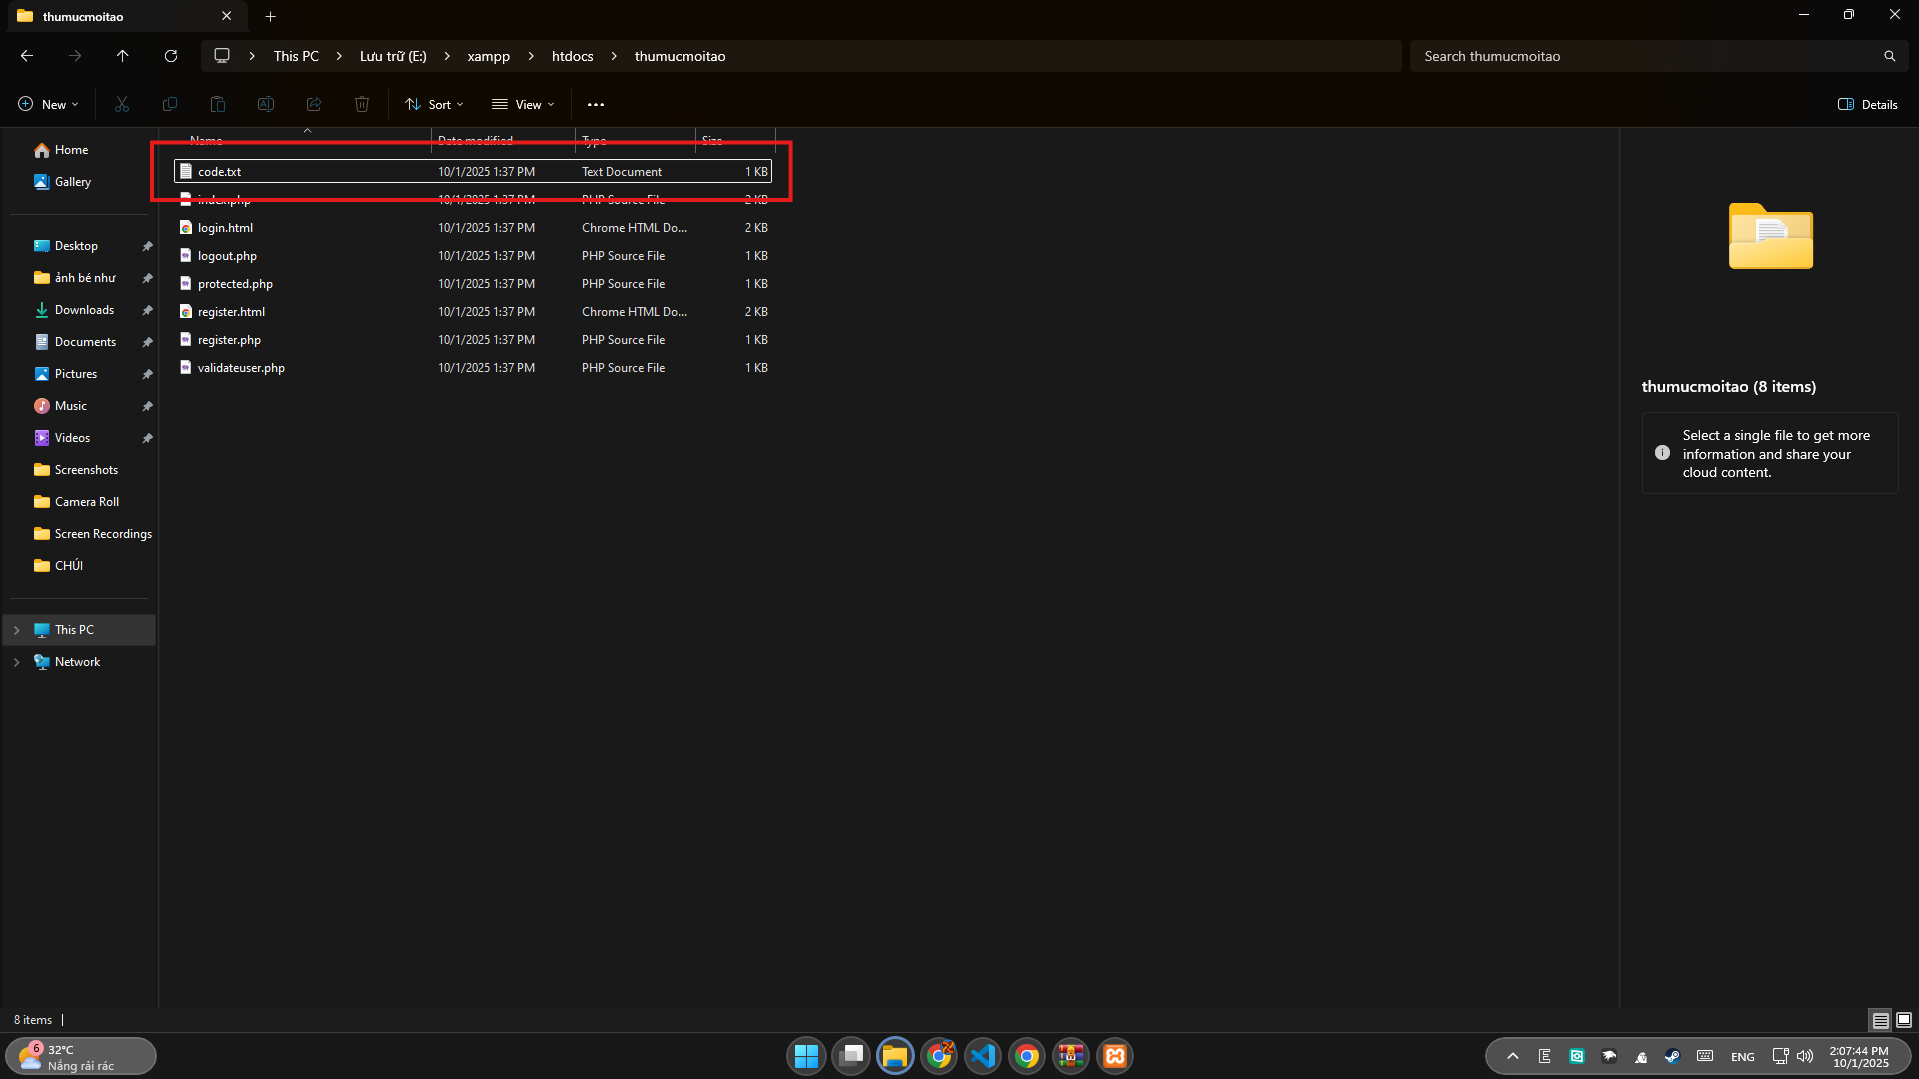 thumucmoitao
This PC > Lưu trữ (E:) > xampp > htdocs > thumucmoitao
Search thumucmoitao
New
Sort
View
Details
Name Date modified Type Size
Home
Gallery
Desktop
ảnh bé như
Downloads
Documents
Pictures
Music
Videos
Screenshots
Camera Roll
Screen Recordings
CHÚI
This PC
Network
code.txt 10/1/2025 1:37 PM Text Document 1 KB
index.php 10/1/2025 1:37 PM PHP Source File 2 KB
login.html 10/1/2025 1:37 PM Chrome HTML Do... 2 KB
logout.php 10/1/2025 1:37 PM PHP Source File 1 KB
protected.php 10/1/2025 1:37 PM PHP Source File 1 KB
register.html 10/1/2025 1:37 PM Chrome HTML Do... 2 KB
register.php 10/1/2025 1:37 PM PHP Source File 1 KB
validateuser.php 10/1/2025 1:37 PM PHP Source File 1 KB
thumucmoitao (8 items)
Select a single file to get more
information and share your
cloud content.
8 items
6
32°C
Nắng rải rác
ENG
2:07:44 PM
10/1/2025